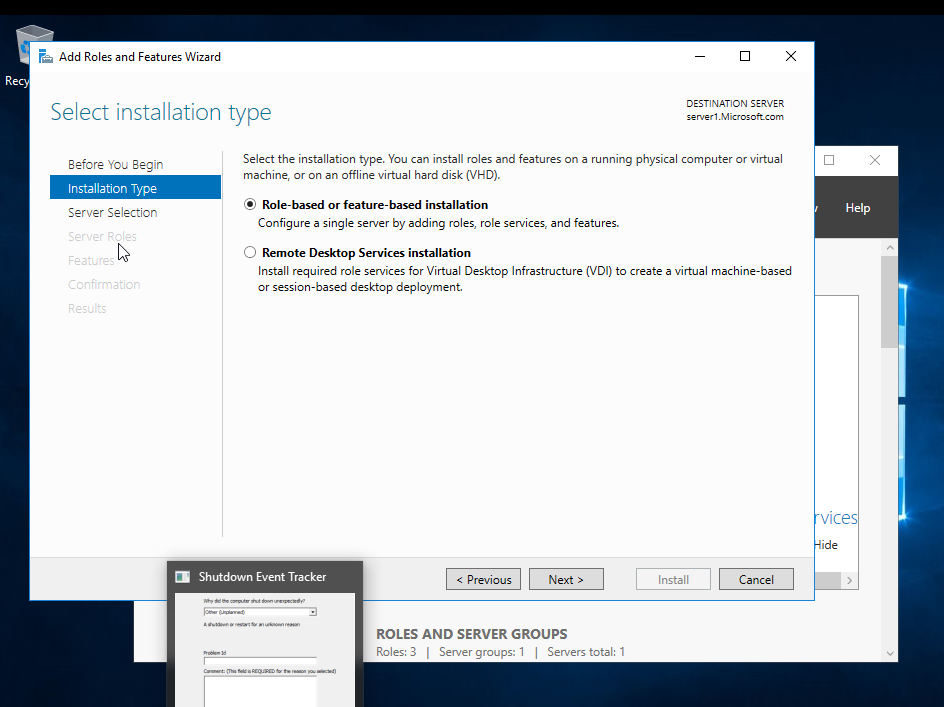 Recy
Add Roles and Features Wizard
Select installation type
DESTINATION SERVER
server1.Microsoft.com
Before You Begin
Installation Type
Server Selection
Server Roles
Features
Confirmation
Results
Select the installation type. You can install roles and features on a running physical computer or virtual
machine, or on an offline virtual hard disk (VHD).
Role-based or feature-based installation
Configure a single server by adding roles, role services, and features.
Remote Desktop Services installation
Install required role services for Virtual Desktop Infrastructure (VDI) to create a virtual machine-based
or session-based desktop deployment.
Help
rvices
Hide
< Previous
Next >
Install
Cancel
Shutdown Event Tracker
Why did the computer shut down unexpectedly?
Other (Unplanned)
A shutdown or restart for an unknown reason
Problem Id
Comment: (This field is REQUIRED for the reason you selected)
ROLES AND SERVER GROUPS
Roles: 3 | Server groups: 1 | Servers total: 1